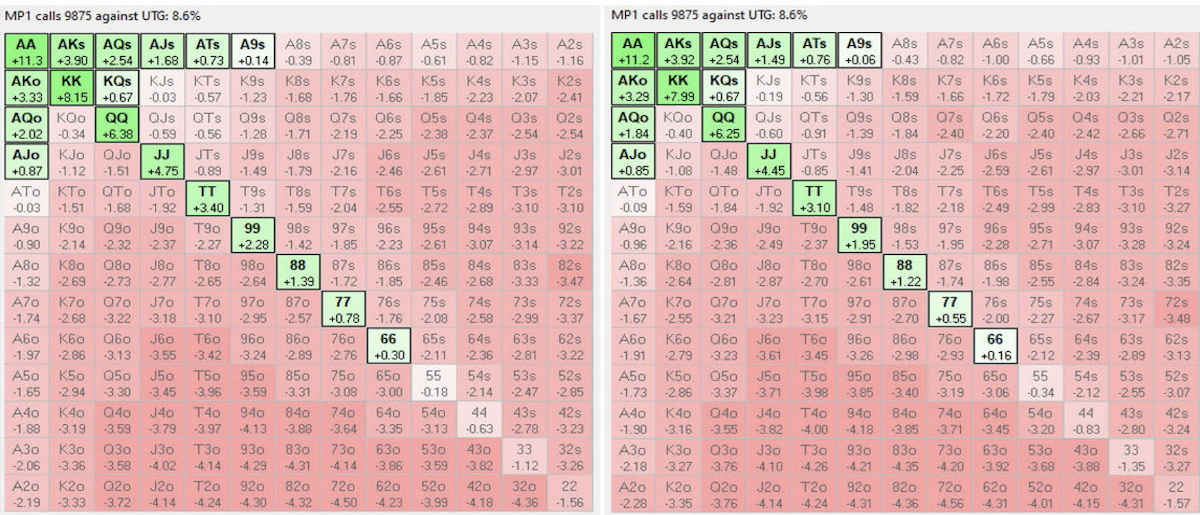 MP1 calls 9875 against UTG: 8.6%
AA AKs AQs AJs ATs A9s A8s A7s A6s A5s A4s A3s A2s
+11.3 +3.90 +2.54 +1.68 +0.73 +0.14 -0.39 -0.81 -0.87 -0.61 -0.82 -1.15 -1.16
AKo KK KQs KJs KTs K9s K8s K7s K6s K5s K4s K3s K2s
+3.33 +8.15 +0.67 -0.03 -0.57 -1.23 -1.68 -1.76 -1.66 -1.85 -2.23 -2.07 -2.41
AQo KQo QQ QJs QTs Q9s Q8s Q7s Q6s Q5s Q4s Q3s Q2s
+2.02 -0.34 +6.38 -0.59 -0.56 -1.28 -1.71 -2.19 -2.25 -2.38 -2.37 -2.54 -2.54
AJo KJo QJo JJ JTs J9s J8s J7s J6s J5s J4s J3s J2s
+0.87 -1.12 -1.51 +4.75 -0.89 -1.49 -1.79 -2.16 -2.46 -2.61 -2.71 -2.97 -3.01
ATo KTo QTo JTo TT T9s T8s T7s T6s T5s T4s T3s T2s
-0.03 -1.51 -1.68 -1.92 +3.40 -1.31 -1.59 -2.04 -2.55 -2.72 -2.89 -3.10 -3.10
A9o K9o Q9o J9o T9o 99 98s 97s 96s 95s 94s 93s 92s
-0.90 -2.14 -2.32 -2.37 -2.27 +2.28 -1.42 -1.85 -2.23 -2.61 -3.07 -3.14 -3.22
A8o K8o Q8o J8o T8o 98o 88 87s 86s 85s 84s 83s 82s
-1.32 -2.69 -2.73 -2.77 -2.65 -2.64 +1.39 -1.72 -1.85 -2.46 -2.68 -3.33 -3.47
A7o K7o Q7o J7o T7o 97o 87o 77 76s 75s 74s 73s 72s
-1.74 -2.68 -3.22 -3.18 -3.10 -2.95 -2.57 +0.78 -1.76 -2.08 -2.58 -2.99 -3.37
A6o K6o Q6o J6o T6o 96o 86o 76o 66 65s 64s 63s 62s
-1.97 -2.86 -3.13 -3.55 -3.42 -3.24 -2.89 -2.76 +0.30 -2.11 -2.36 -2.81 -3.22
A5o K5o Q5o J5o T5o 95o 85o 75o 65o 55 54s 53s 52s
-1.65 -2.94 -3.30 -3.45 -3.96 -3.59 -3.31 -3.08 -3.00 -0.18 -2.14 -2.47 -2.85
A4o K4o Q4o J4o T4o 94o 84o 74o 64o 54o 44 43s 42s
-1.88 -3.19 -3.59 -3.79 -3.97 -4.13 -3.88 -3.64 -3.35 -3.13 -0.63 -2.78 -3.23
A3o K3o Q3o J3o T3o 93o 83o 73o 63o 53o 43o 33 32s
-2.06 -3.36 -3.58 -4.02 -4.14 -4.29 -4.31 -4.14 -3.86 -3.59 -3.82 -1.12 -3.26
A2o K2o Q2o J2o T2o 92o 82o 72o 62o 52o 42o 32o 22
-2.19 -3.33 -3.72 -4.14 -4.24 -4.30 -4.32 -4.50 -4.23 -3.99 -4.18 -4.36 -1.56
MP1 calls 9875 against UTG: 8.6%
AA AKs AQs AJs ATs A9s A8s A7s A6s A5s A4s A3s A2s
+11.2 +3.92 +2.54 +1.49 +0.76 +0.06 -0.43 -0.82 -1.00 -0.66 -0.93 -1.01 -1.05
AKo KK KQs KJs KTs K9s K8s K7s K6s K5s K4s K3s K2s
+3.29 +7.99 +0.67 -0.19 -0.56 -1.30 -1.59 -1.66 -1.72 -1.79 -2.03 -2.21 -2.17
AQo KQo QQ QJs QTs Q9s Q8s Q7s Q6s Q5s Q4s Q3s Q2s
+1.84 -0.40 +6.25 -0.60 -0.91 -1.39 -1.84 -2.40 -2.20 -2.40 -2.42 -2.66 -2.71
AJo KJo QJo JJ JTs J9s J8s J7s J6s J5s J4s J3s J2s
+0.85 -1.08 -1.48 +4.45 -0.85 -1.41 -2.04 -2.25 -2.59 -2.61 -2.97 -3.01 -3.14
ATo KTo QTo JTo TT T9s T8s T7s T6s T5s T4s T3s T2s
-0.09 -1.59 -1.84 -1.92 +3.10 -1.48 -1.82 -2.18 -2.49 -2.99 -2.83 -3.10 -3.27
A9o K9o Q9o J9o T9o 99 98s 97s 96s 95s 94s 93s 92s
-0.96 -2.16 -2.36 -2.49 -2.37 +1.95 -1.53 -1.95 -2.28 -2.71 -3.07 -3.28 -3.24
A8o K8o Q8o J8o T8o 98o 88 87s 86s 85s 84s 83s 82s
-1.36 -2.64 -2.81 -2.87 -2.70 -2.61 +1.22 -1.74 -1.98 -2.55 -2.84 -3.24 -3.35
A7o K7o Q7o J7o T7o 97o 87o 77 76s 75s 74s 73s 72s
-1.67 -2.55 -3.21 -3.23 -3.15 -2.91 -2.70 +0.55 -2.00 -2.27 -2.67 -3.17 -3.48
A6o K6o Q6o J6o T6o 96o 86o 76o 66 65s 64s 63s 62s
-1.91 -2.79 -3.23 -3.61 -3.45 -3.26 -2.98 -2.93 +0.16 -2.12 -2.39 -2.89 -3.13
A5o K5o Q5o J5o T5o 95o 85o 75o 65o 55 54s 53s 52s
-1.73 -2.86 -3.37 -3.71 -3.98 -3.85 -3.40 -3.19 -3.06 -0.34 -2.12 -2.55 -3.07
A4o K4o Q4o J4o T4o 94o 84o 74o 64o 54o 44 43s 42s
-1.90 -3.16 -3.55 -3.82 -4.00 -4.18 -3.85 -3.71 -3.45 -3.20 -0.83 -2.80 -3.24
A3o K3o Q3o J3o T3o 93o 83o 73o 63o 53o 43o 33 32s
-2.18 -3.27 -3.76 -4.10 -4.26 -4.21 -4.35 -4.20 -3.92 -3.68 -3.88 -1.35 -3.27
A2o K2o Q2o J2o T2o 92o 82o 72o 62o 52o 42o 32o 22
-2.28 -3.35 -3.76 -4.14 -4.24 -4.31 -4.36 -4.56 -4.31 -4.01 -4.15 -4.31 -1.57